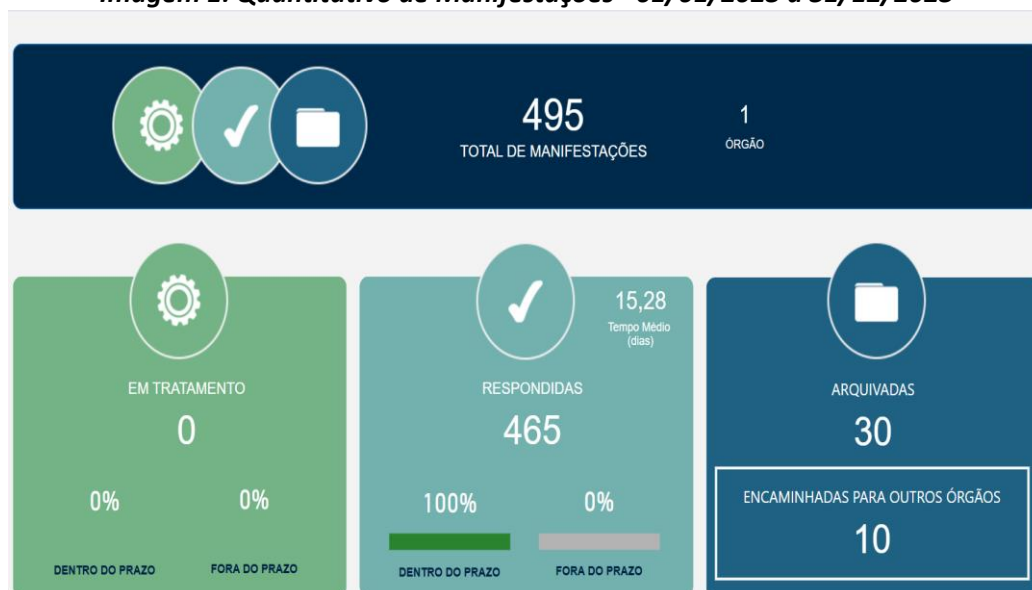 495
TOTAL DE MANIFESTAÇÕES
1
ÓRGÃO
EM TRATAMENTO
0
0%
0%
DENTRO DO PRAZO
FORA DO PRAZO
15,28
Tempo Médio
(dias)
RESPONDIDAS
465
100%
0%
DENTRO DO PRAZO
FORA DO PRAZO
ARQUIVADAS
30
ENCAMINHADAS PARA OUTROS ÓRGÃOS
10